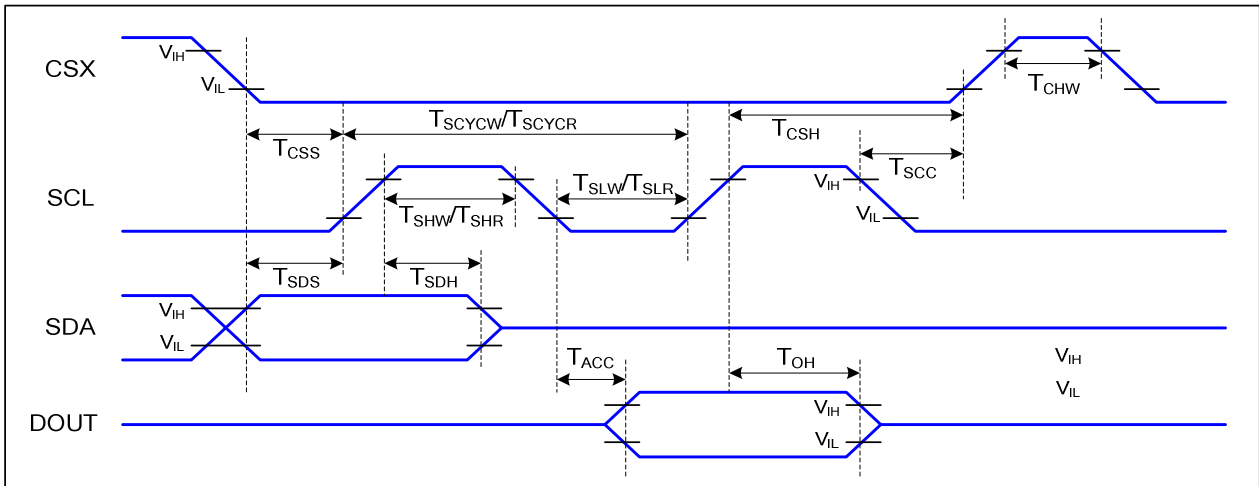 CSX
VIH
VIL
TCHW
TSCYCW/TSCYCR
TCSH
TCSS
TSCC
SCL
TSLW/TSLR
VIH
TSHW/TSHR
VIL
TSDS
TSDH
SDA
VIH
VIL
TACC
TOH
VIH
VIL
DOUT
VIH
VIL